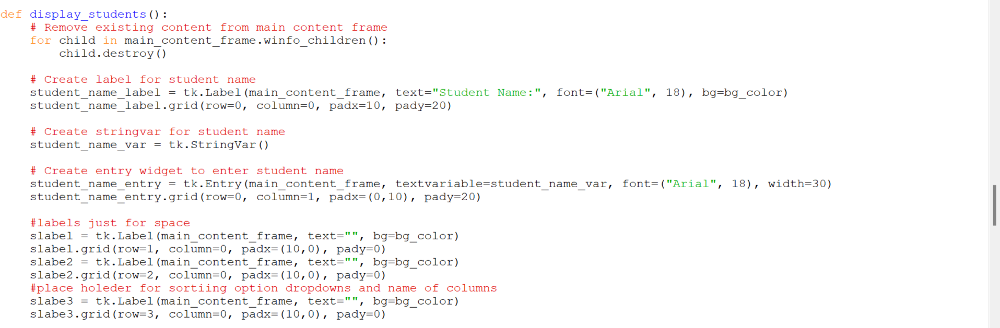 def display_students():
    # Remove existing content from main content frame
    for child in main_content_frame.winfo_children():
        child.destroy()

    # Create label for student name
    student_name_label = tk.Label(main_content_frame, text="Student Name:", font=("Arial", 18), bg=bg_color)
    student_name_label.grid(row=0, column=0, padx=10, pady=20)

    # Create stringvar for student name
    student_name_var = tk.StringVar()

    # Create entry widget to enter student name
    student_name_entry = tk.Entry(main_content_frame, textvariable=student_name_var, font=("Arial", 18), width=30)
    student_name_entry.grid(row=0, column=1, padx=(0,10), pady=20)

    #labels just for space
    slabel = tk.Label(main_content_frame, text="", bg=bg_color)
    slabel.grid(row=1, column=0, padx=(10,0), pady=0)
    slabe2 = tk.Label(main_content_frame, text="", bg=bg_color)
    slabe2.grid(row=2, column=0, padx=(10,0), pady=0)
    #place holeder for sortiing option dropdowns and name of columns
    slabe3 = tk.Label(main_content_frame, text="", bg=bg_color)
    slabe3.grid(row=3, column=0, padx=(10,0), pady=0)